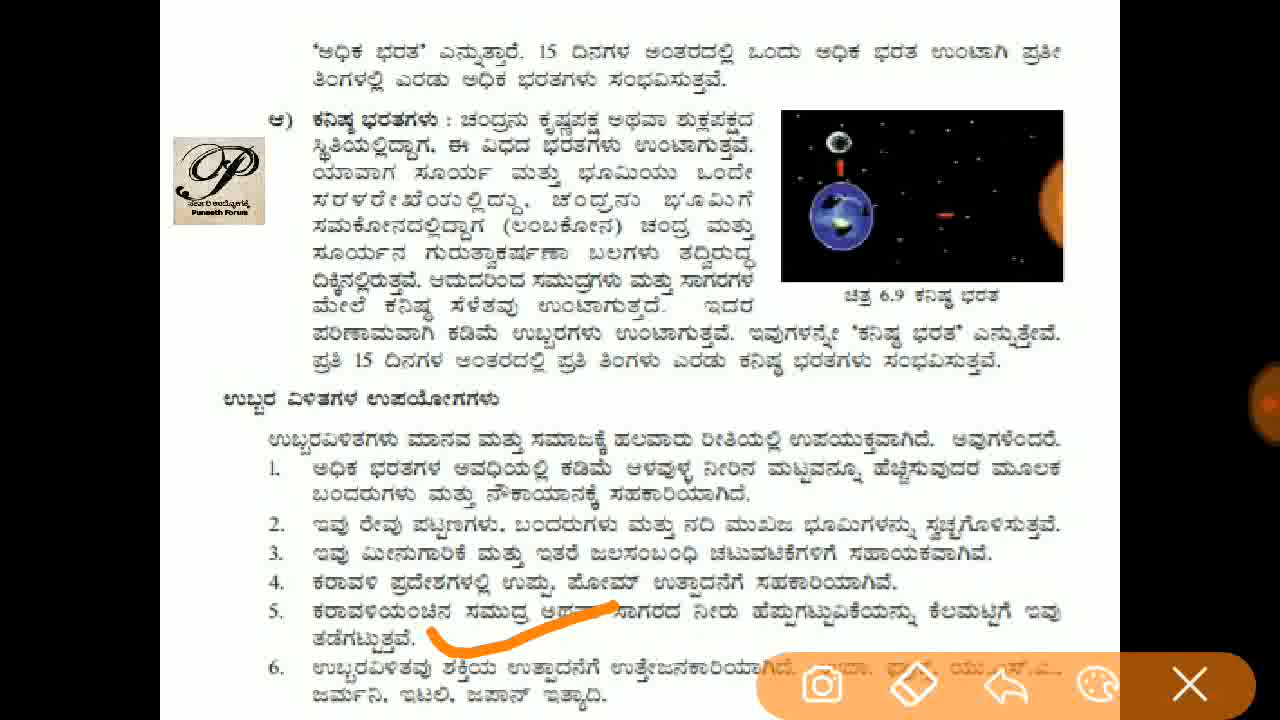 'ಅಧಿಕ ಭರತ' ಎನ್ನುತ್ತಾರೆ. 15 ದಿನಗಳ ಅಂತರದಲ್ಲಿ ಒಂದು ಅಧಿಕ ಭರತ ಉಂಟಾಗಿ ಪ್ರತೀ
ತಿಂಗಳಲ್ಲಿ ಎರಡು ಅಧಿಕ ಭರತಗಳು ಸಂಭವಿಸುತ್ತವೆ.
ಆ) ಕನಿಷ್ಠ ಭರತಗಳು : ಚಂದ್ರನು ಕೃಷ್ಣಪಕ್ಷ ಅಥವಾ ಶುಕ್ಲಪಕ್ಷದ
ಸ್ಥಿತಿಯಲ್ಲಿದ್ದಾಗ, ಈ ವಿಧದ ಭರತಗಳು ಉಂಟಾಗುತ್ತವೆ.
ಯಾವಾಗ ಸೂರ್ಯ ಮತ್ತು ಭೂಮಿಯು ಒಂದೇ
ಸರಳರೇಖೆಯಲ್ಲಿದ್ದು, ಚಂದ್ರನು ಭೂಮಿಗೆ
ಸಮಕೋನದಲ್ಲಿದ್ದಾಗ (ಲಂಬಕೋನ) ಚಂದ್ರ ಮತ್ತು
ಸೂರ್ಯನ ಗುರುತ್ವಾಕರ್ಷಣಾ ಬಲಗಳು ತದ್ವಿರುದ್ಧ
ದಿಕ್ಕಿನಲ್ಲಿರುತ್ತವೆ. ಆದುದರಿಂದ ಸಮುದ್ರಗಳು ಮತ್ತು ಸಾಗರಗಳ
ಮೇಲೆ ಕನಿಷ್ಠ ಸೆಳೆತವು ಉಂಟಾಗುತ್ತದೆ. ಇದರ
ಪರಿಣಾಮವಾಗಿ ಕಡಿಮೆ ಉಬ್ಬರಗಳು ಉಂಟಾಗುತ್ತವೆ. ಇವುಗಳನ್ನೇ 'ಕನಿಷ್ಠ ಭರತ' ಎನ್ನುತ್ತೇವೆ.
ಪ್ರತಿ 15 ದಿನಗಳ ಅಂತರದಲ್ಲಿ ಪ್ರತಿ ತಿಂಗಳು ಎರಡು ಕನಿಷ್ಠ ಭರತಗಳು ಸಂಭವಿಸುತ್ತವೆ.
ಚಿತ್ರ 6.9 ಕನಿಷ್ಠ ಭರತ
Puneeth Forum
ಉಬ್ಬರ ವಿಳಿತಗಳ ಉಪಯೋಗಗಳು
ಉಬ್ಬರವಿಳಿತಗಳು ಮಾನವ ಮತ್ತು ಸಮಾಜಕ್ಕೆ ಹಲವಾರು ರೀತಿಯಲ್ಲಿ ಉಪಯುಕ್ತವಾಗಿದೆ. ಅವುಗಳೆಂದರೆ.
1. ಅಧಿಕ ಭರತಗಳ ಅವಧಿಯಲ್ಲಿ ಕಡಿಮೆ ಆಳವುಳ್ಳ ನೀರಿನ ಮಟ್ಟವನ್ನೂ ಹೆಚ್ಚಿಸುವುದರ ಮೂಲಕ
ಬಂದರುಗಳು ಮತ್ತು ನೌಕಾಯಾನಕ್ಕೆ ಸಹಕಾರಿಯಾಗಿದೆ.
2. ಇವು ರೇವು ಪಟ್ಟಣಗಳು, ಬಂದರುಗಳು ಮತ್ತು ನದಿ ಮುಖಜ ಭೂಮಿಗಳನ್ನು ಸ್ವಚ್ಛಗೊಳಿಸುತ್ತವೆ.
3. ಇವು ಮೀನುಗಾರಿಕೆ ಮತ್ತು ಇತರೆ ಜಲಸಂಬಂಧಿ ಚಟುವಟಿಕೆಗಳಿಗೆ ಸಹಾಯಕವಾಗಿವೆ.
4. ಕರಾವಳಿ ಪ್ರದೇಶಗಳಲ್ಲಿ ಉಪ್ಪು, ಪೋಮ್ ಉತ್ಪಾದನೆಗೆ ಸಹಕಾರಿಯಾಗಿವೆ.
5. ಕರಾವಳಿಯಂಚಿನ ಸಮುದ್ರ ಅಥವಾ ಸಾಗರದ ನೀರು ಹೆಪ್ಪುಗಟ್ಟುವಿಕೆಯನ್ನು ಕೆಲಮಟ್ಟಿಗೆ ಇವು
ತಡೆಗಟ್ಟುತ್ತವೆ.
6. ಉಬ್ಬರವಿಳಿತವು ಶಕ್ತಿಯ ಉತ್ಪಾದನೆಗೆ ಉತ್ತೇಜನಕಾರಿಯಾಗಿದೆ.
ಜರ್ಮನಿ, ಇಟಲಿ, ಜಪಾನ್ ಇತ್ಯಾದಿ.